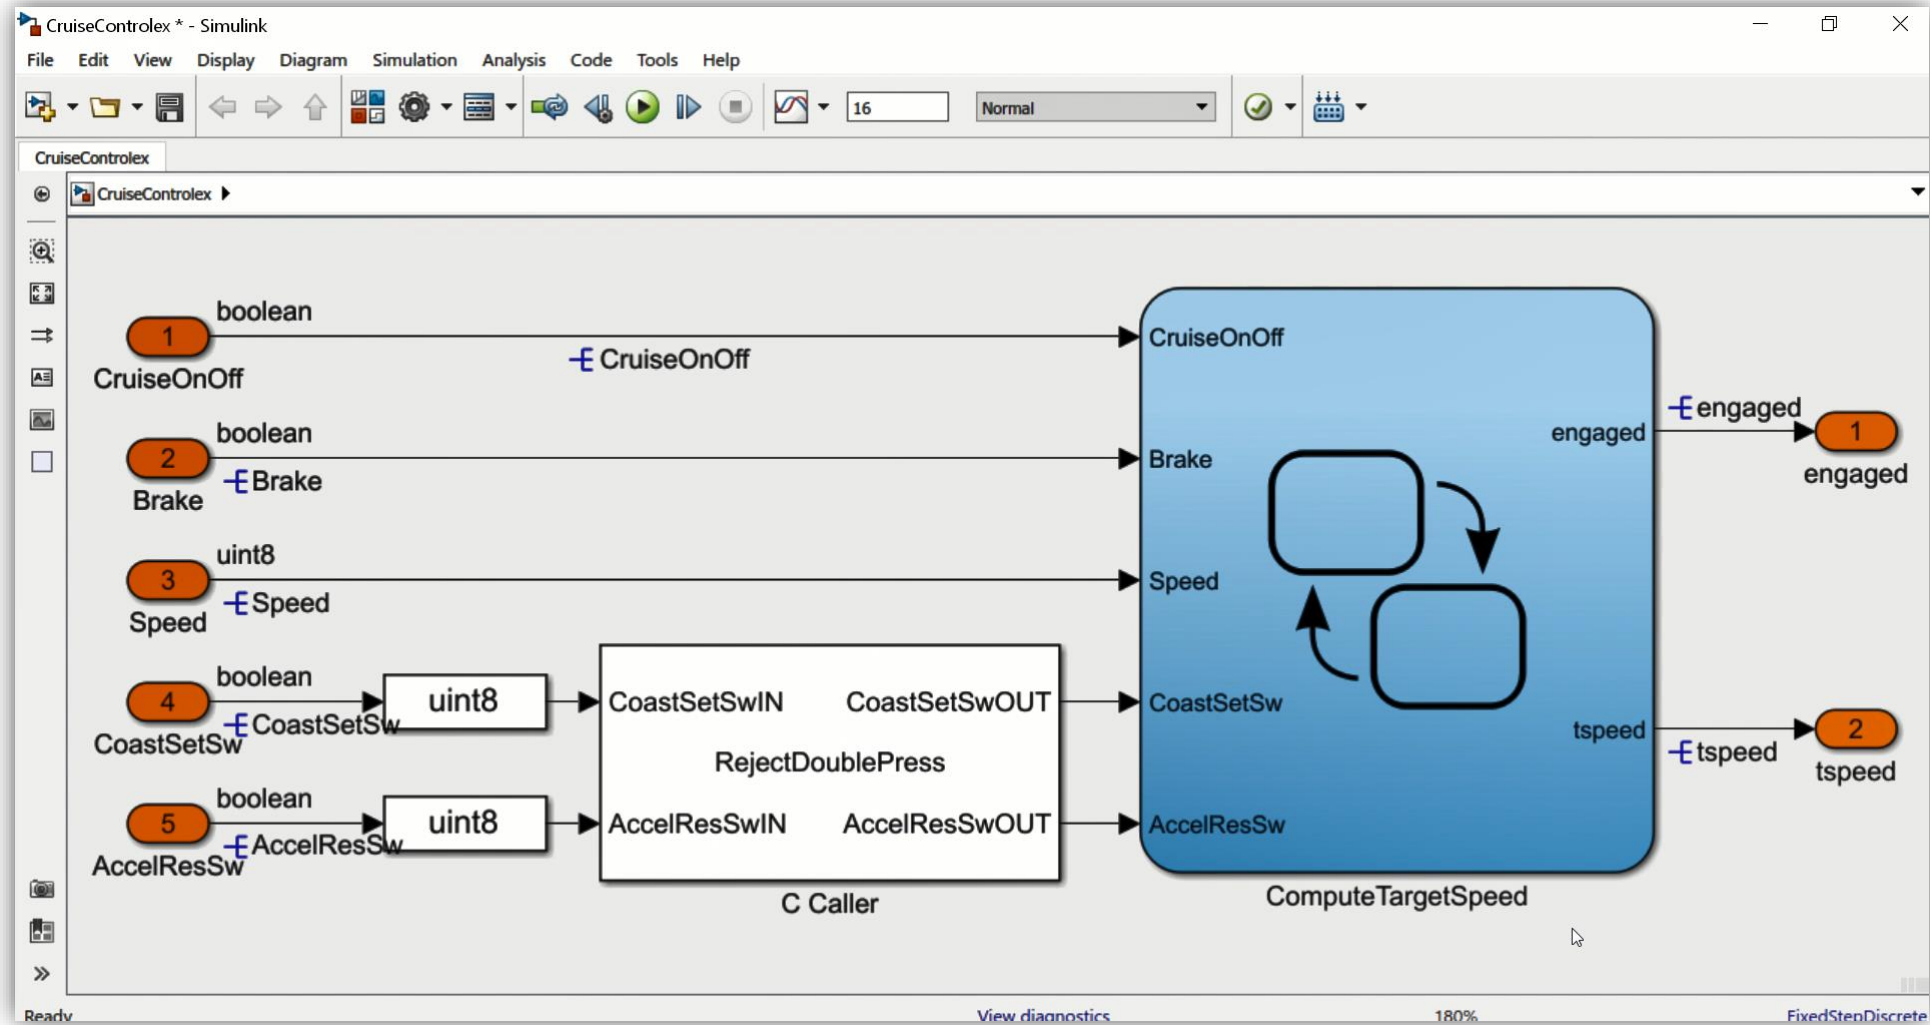 CruiseControlex * - Simulink
File Edit View Display Diagram Simulation Analysis Code Tools Help
16 Normal
CruiseControlex
CruiseControlex
boolean
1
CruiseOnOff
CruiseOnOff
CruiseOnOff
boolean
2
Brake
Brake
Brake
uint8
3
Speed
Speed
Speed
boolean
4
CoastSetSw
CoastSetSw
uint8
CoastSetSwIN CoastSetSwOUT
CoastSetSw
RejectDoublePress
boolean
5
AccelResSw
AccelResSw
uint8
AccelResSwIN AccelResSwOUT
AccelResSw
C Caller
ComputeTargetSpeed
engaged
engaged
1
engaged
tspeed
tspeed
2
tspeed
Ready View diagnostics 180% FixedStepDiscrete